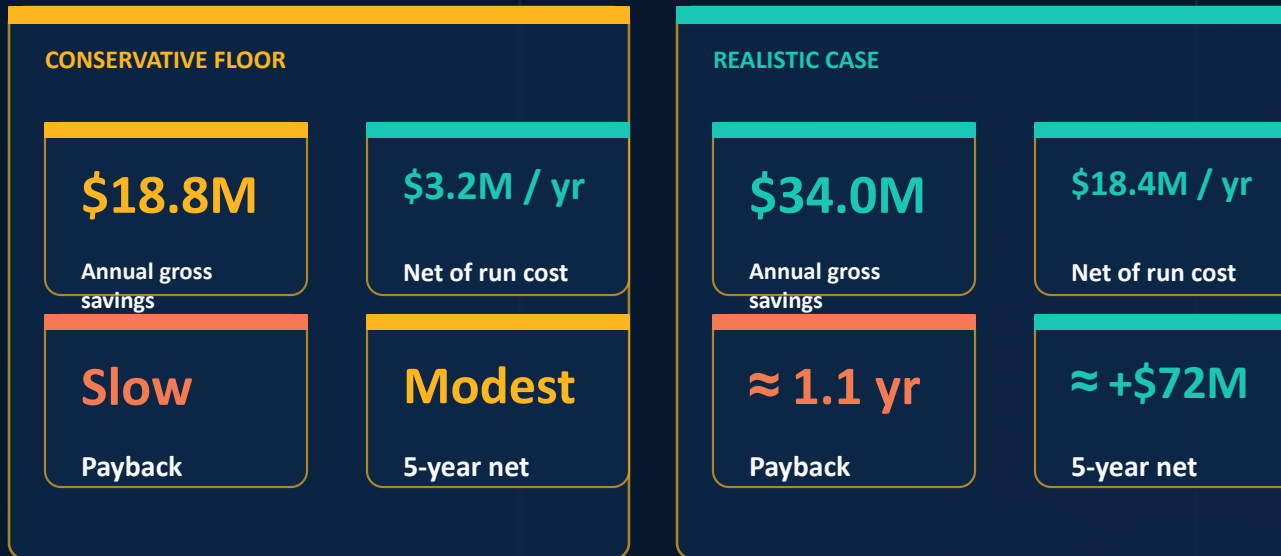 CONSERVATIVE FLOOR
$18.8M
Annual gross
savings
$3.2M / yr
Net of run cost
Slow
Payback
Modest
5-year net
REALISTIC CASE
$34.0M
Annual gross
savings
$18.4M / yr
Net of run cost
≈ 1.1 yr
Payback
≈ +$72M
5-year net